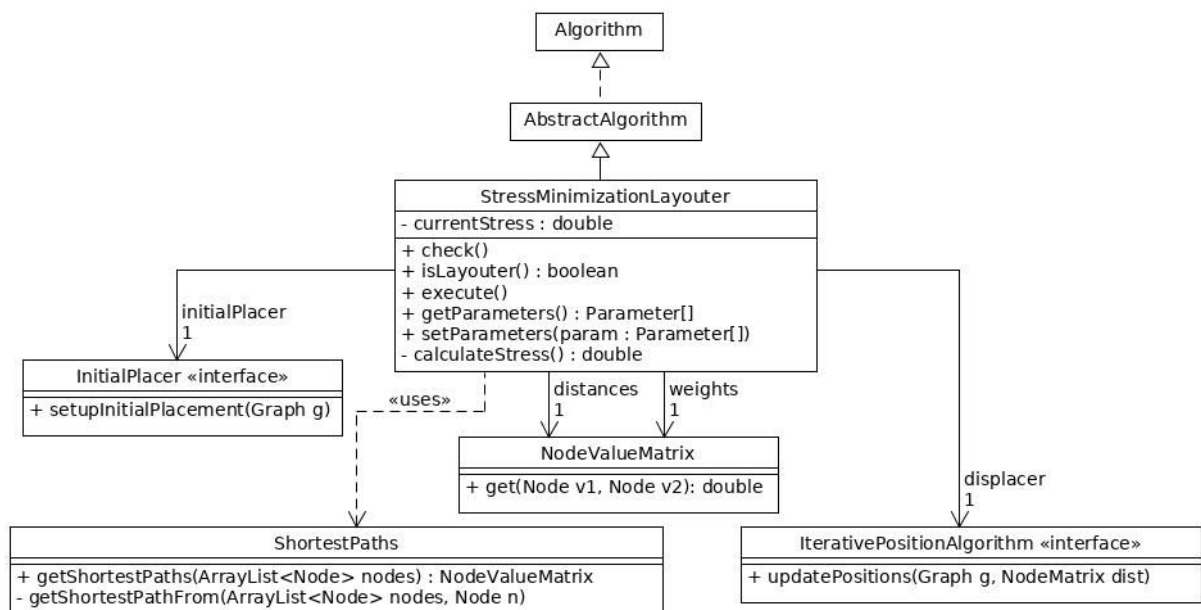 Algorithm
AbstractAlgorithm
StressMinimizationLayouter
- currentStress : double
+ check()
+ isLayouter() : boolean
+ execute()
+ getParameters() : Parameter[]
+ setParameters(param : Parameter[])
- calculateStress() : double
initialPlacer
1
InitialPlacer «interface»
+ setupInitialPlacement(Graph g)
«uses»
distances
1
weights
1
NodeValueMatrix
+ get(Node v1, Node v2): double
displacer
1
ShortestPaths
+ getShortestPaths(ArrayList<Node> nodes) : NodeValueMatrix
- getShortestPathFrom(ArrayList<Node> nodes, Node n)
IterativePositionAlgorithm «interface»
+ updatePositions(Graph g, NodeMatrix dist)